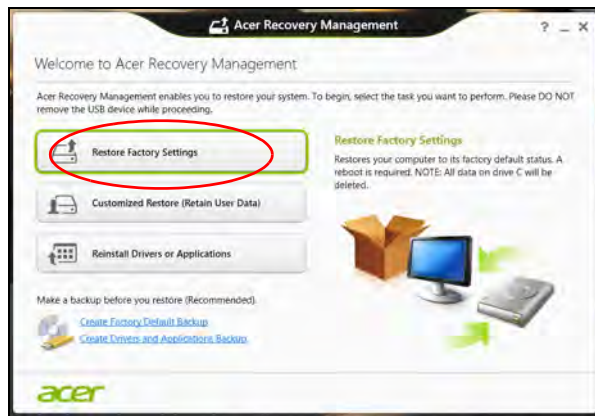 Acer Recovery Management
? _ X
Welcome to Acer Recovery Management
Acer Recovery Management enables you to restore your system. To begin, select the task you want to perform. Please DO NOT
remove the USB device while proceeding.
Restore Factory Settings
Customized Restore (Retain User Data)
Reinstall Drivers or Applications
Restore Factory Settings
Restores your computer to its factory default status. A
reboot is required. NOTE: All data on drive C will be
deleted.
Make a backup before you restore (Recommended)
Create Factory Default Backup
Create Drivers and Applications Backup
acer